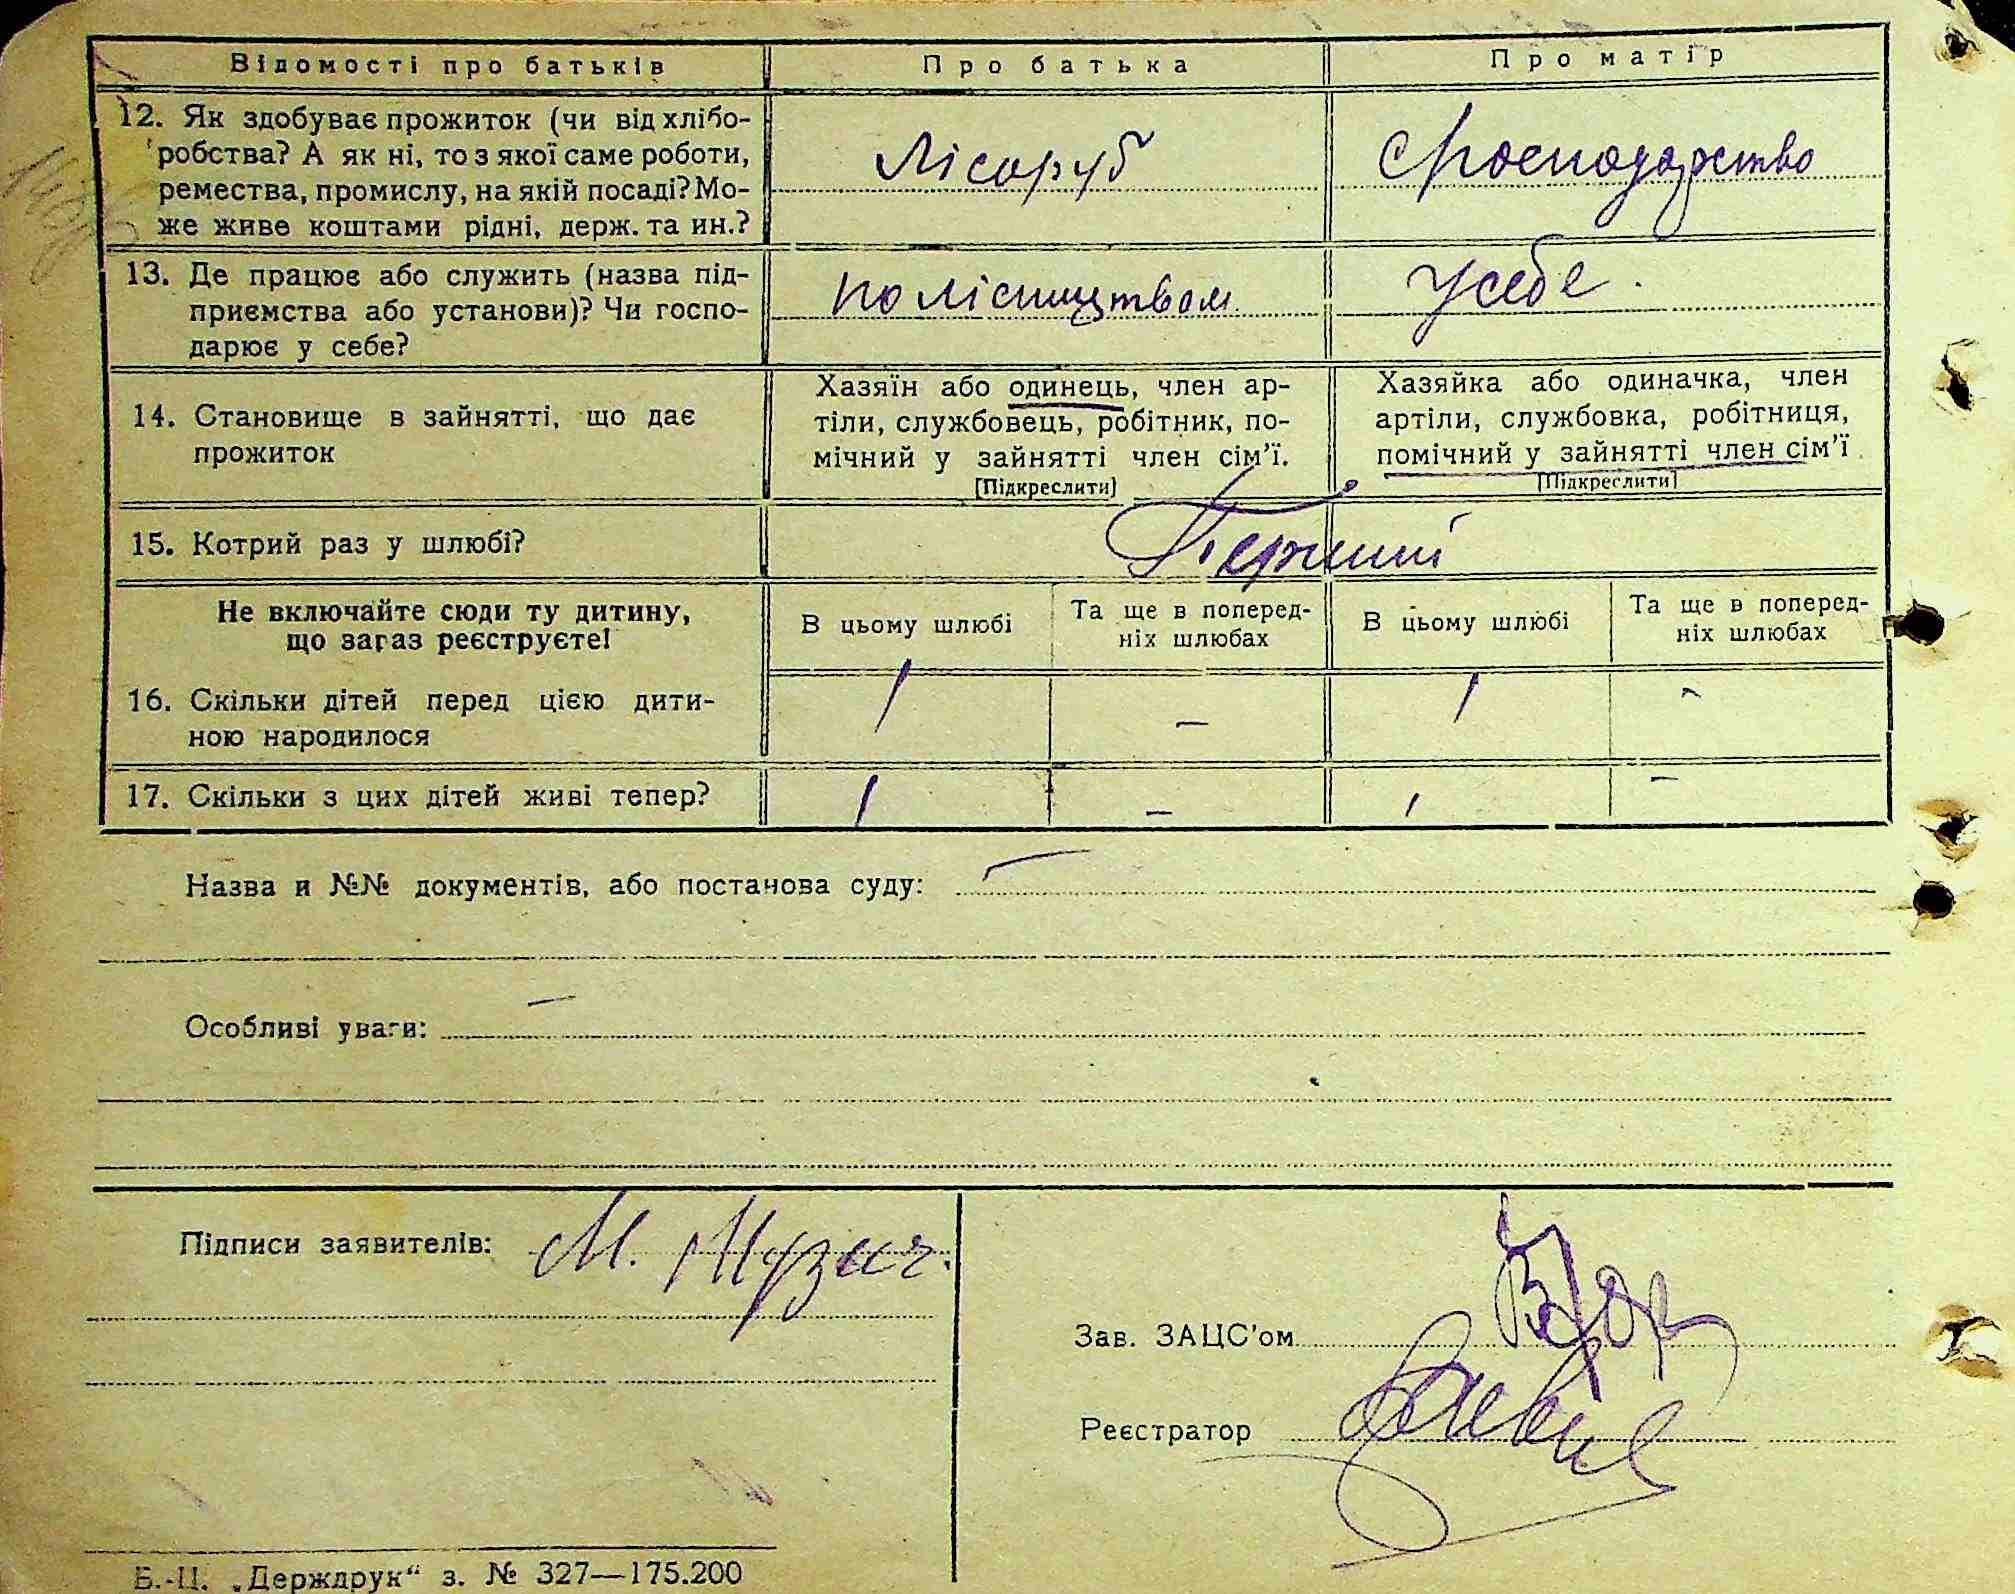 Відомості про батьків
Про батька
Про матір
12. Як здобуває прожиток (чи від хлібо-
робства? А як ні, то з якої саме роботи,
ремества, промислу, на якій посаді? Мо-
же живе коштами рідні, держ. та ин.?
Лісоруб
Господарство
13. Де працює або служить (назва під-
приємства або установи)? Чи госпо-
дарює у себе?
по лісництвом
у себе.
14. Становище в зайнятті, що дає
прожиток
Хазяїн або одинець, член ар-
тіли, службовець, робітник, по-
мічний у зайнятті член сім'ї.
[Підкреслити]
Хазяйка або одиначка, член
артіли, службовка, робітниця,
помічний у зайнятті член сім'ї.
[Підкреслити]
15. Котрий раз у шлюбі?
Перший
Не включайте сюди ту дитину,
що зараз реєструєте!
В цьому шлюбі
Та ще в поперед-
ніх шлюбах
В цьому шлюбі
Та ще в поперед-
ніх шлюбах
16. Скільки дітей перед цією дити-
ною народилося
1 – 1 –
17. Скільки з цих дітей живі тепер?
1 – 1 –
Назва и №№ документів, або постанова суду: –
Особливі уваги: –
Підписи заявителів: М. Музич.
Зав. ЗАЦС'ом
Реєстратор
Б.-Ц. „Держдрук“ з. № 327—175.200